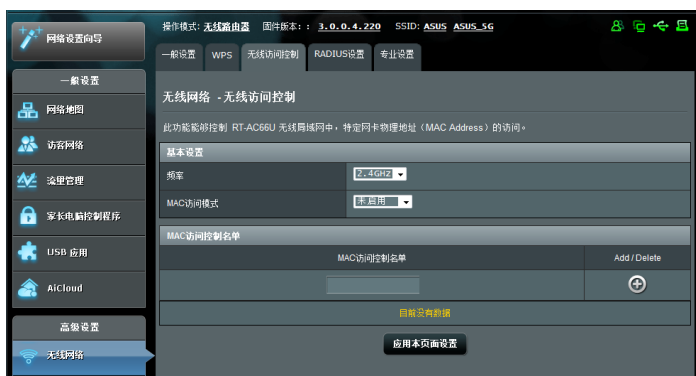 网络设置向导
操作模式: 无线路由器 固件版本: : 3.0.0.4.220 SSID: ASUS ASUS_5G
一般设置 WPS 无线访问控制 RADIUS设置 专业设置
一般设置
网络地图
访客网络
流量管理
家长电脑控制程序
USB 应用
AiCloud
高级设置
无线网络
无线网络 - 无线访问控制
此功能能够控制 RT-AC66U 无线局域网中，特定网卡物理地址（MAC Address）的访问。
基本设置
频率 2.4GHZ
MAC访问模式 未启用
MAC访问控制名单
MAC访问控制名单 Add / Delete
目前没有数据
应用本页面设置